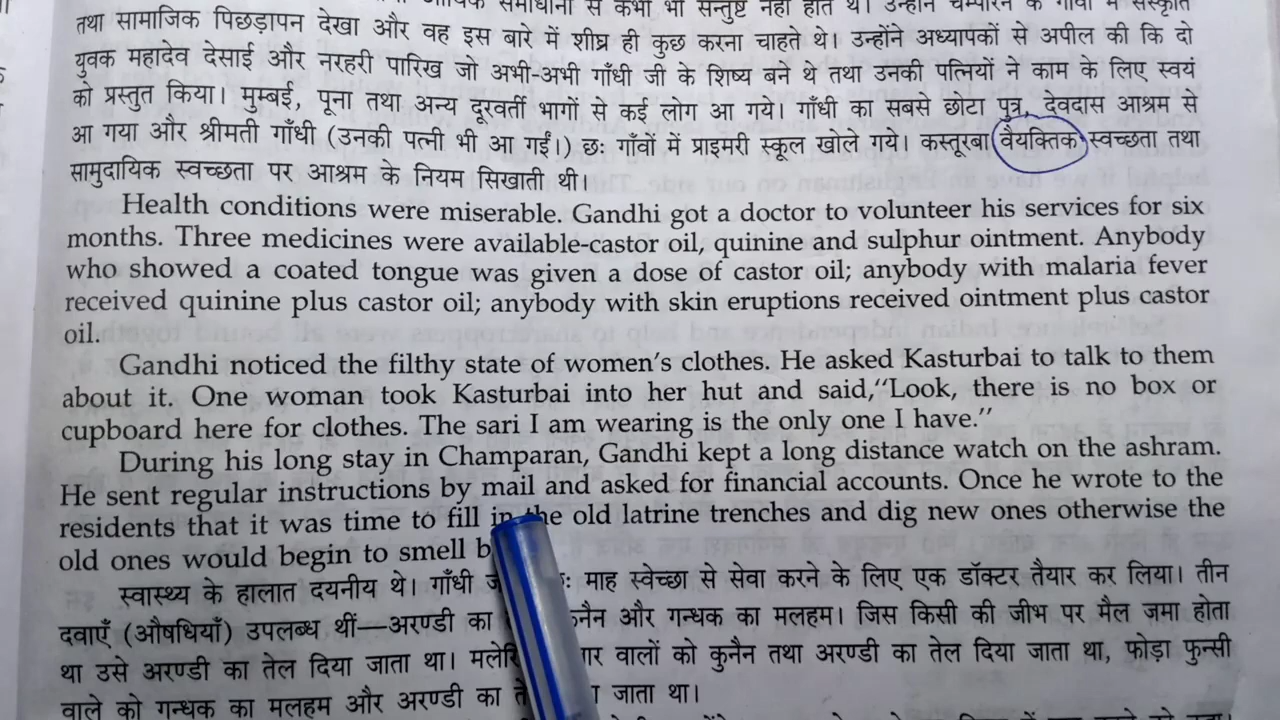 समाधानों से कभी भी सन्तुष्ट नहीं होते थे। उन्होंने चम्पारन के गाँवों में संस्कृति
तथा सामाजिक पिछड़ापन देखा और वह इस बारे में शीघ्र ही कुछ करना चाहते थे। उन्होंने अध्यापकों से अपील की कि दो
युवक महादेव देसाई और नरहरी पारिख जो अभी-अभी गाँधी जी के शिष्य बने थे तथा उनकी पत्नियों ने काम के लिए स्वयं
को प्रस्तुत किया। मुम्बई, पूना तथा अन्य दूरवर्ती भागों से कई लोग आ गये। गाँधी का सबसे छोटा पुत्र, देवदास आश्रम से
आ गया और श्रीमती गाँधी (उनकी पत्नी भी आ गईं।) छः गाँवों में प्राइमरी स्कूल खोले गये। कस्तूरबा वैयक्तिक स्वच्छता तथा
सामुदायिक स्वच्छता पर आश्रम के नियम सिखाती थी।
Health conditions were miserable. Gandhi got a doctor to volunteer his services for six
months. Three medicines were available-castor oil, quinine and sulphur ointment. Anybody
who showed a coated tongue was given a dose of castor oil; anybody with malaria fever
received quinine plus castor oil; anybody with skin eruptions received ointment plus castor
oil.
Gandhi noticed the filthy state of women's clothes. He asked Kasturbai to talk to them
about it. One woman took Kasturbai into her hut and said,"Look, there is no box or
cupboard here for clothes. The sari I am wearing is the only one I have."
During his long stay in Champaran, Gandhi kept a long distance watch on the ashram.
He sent regular instructions by mail and asked for financial accounts. Once he wrote to the
residents that it was time to fill in the old latrine trenches and dig new ones otherwise the
old ones would begin to smell
स्वास्थ्य के हालात दयनीय थे। गाँधी माह स्वेच्छा से सेवा करने के लिए एक डॉक्टर तैयार कर लिया। तीन
दवाएँ (औषधियाँ) उपलब्ध थीं—अरण्डी का और गन्धक का मलहम। जिस किसी की जीभ पर मैल जमा होता
था उसे अरण्डी का तेल दिया जाता था। वालों को कुनैन तथा अरण्डी का तेल दिया जाता था, फोड़ा फुन्सी
वाले को गन्धक का मलहम और अरण्डी का जाता था।